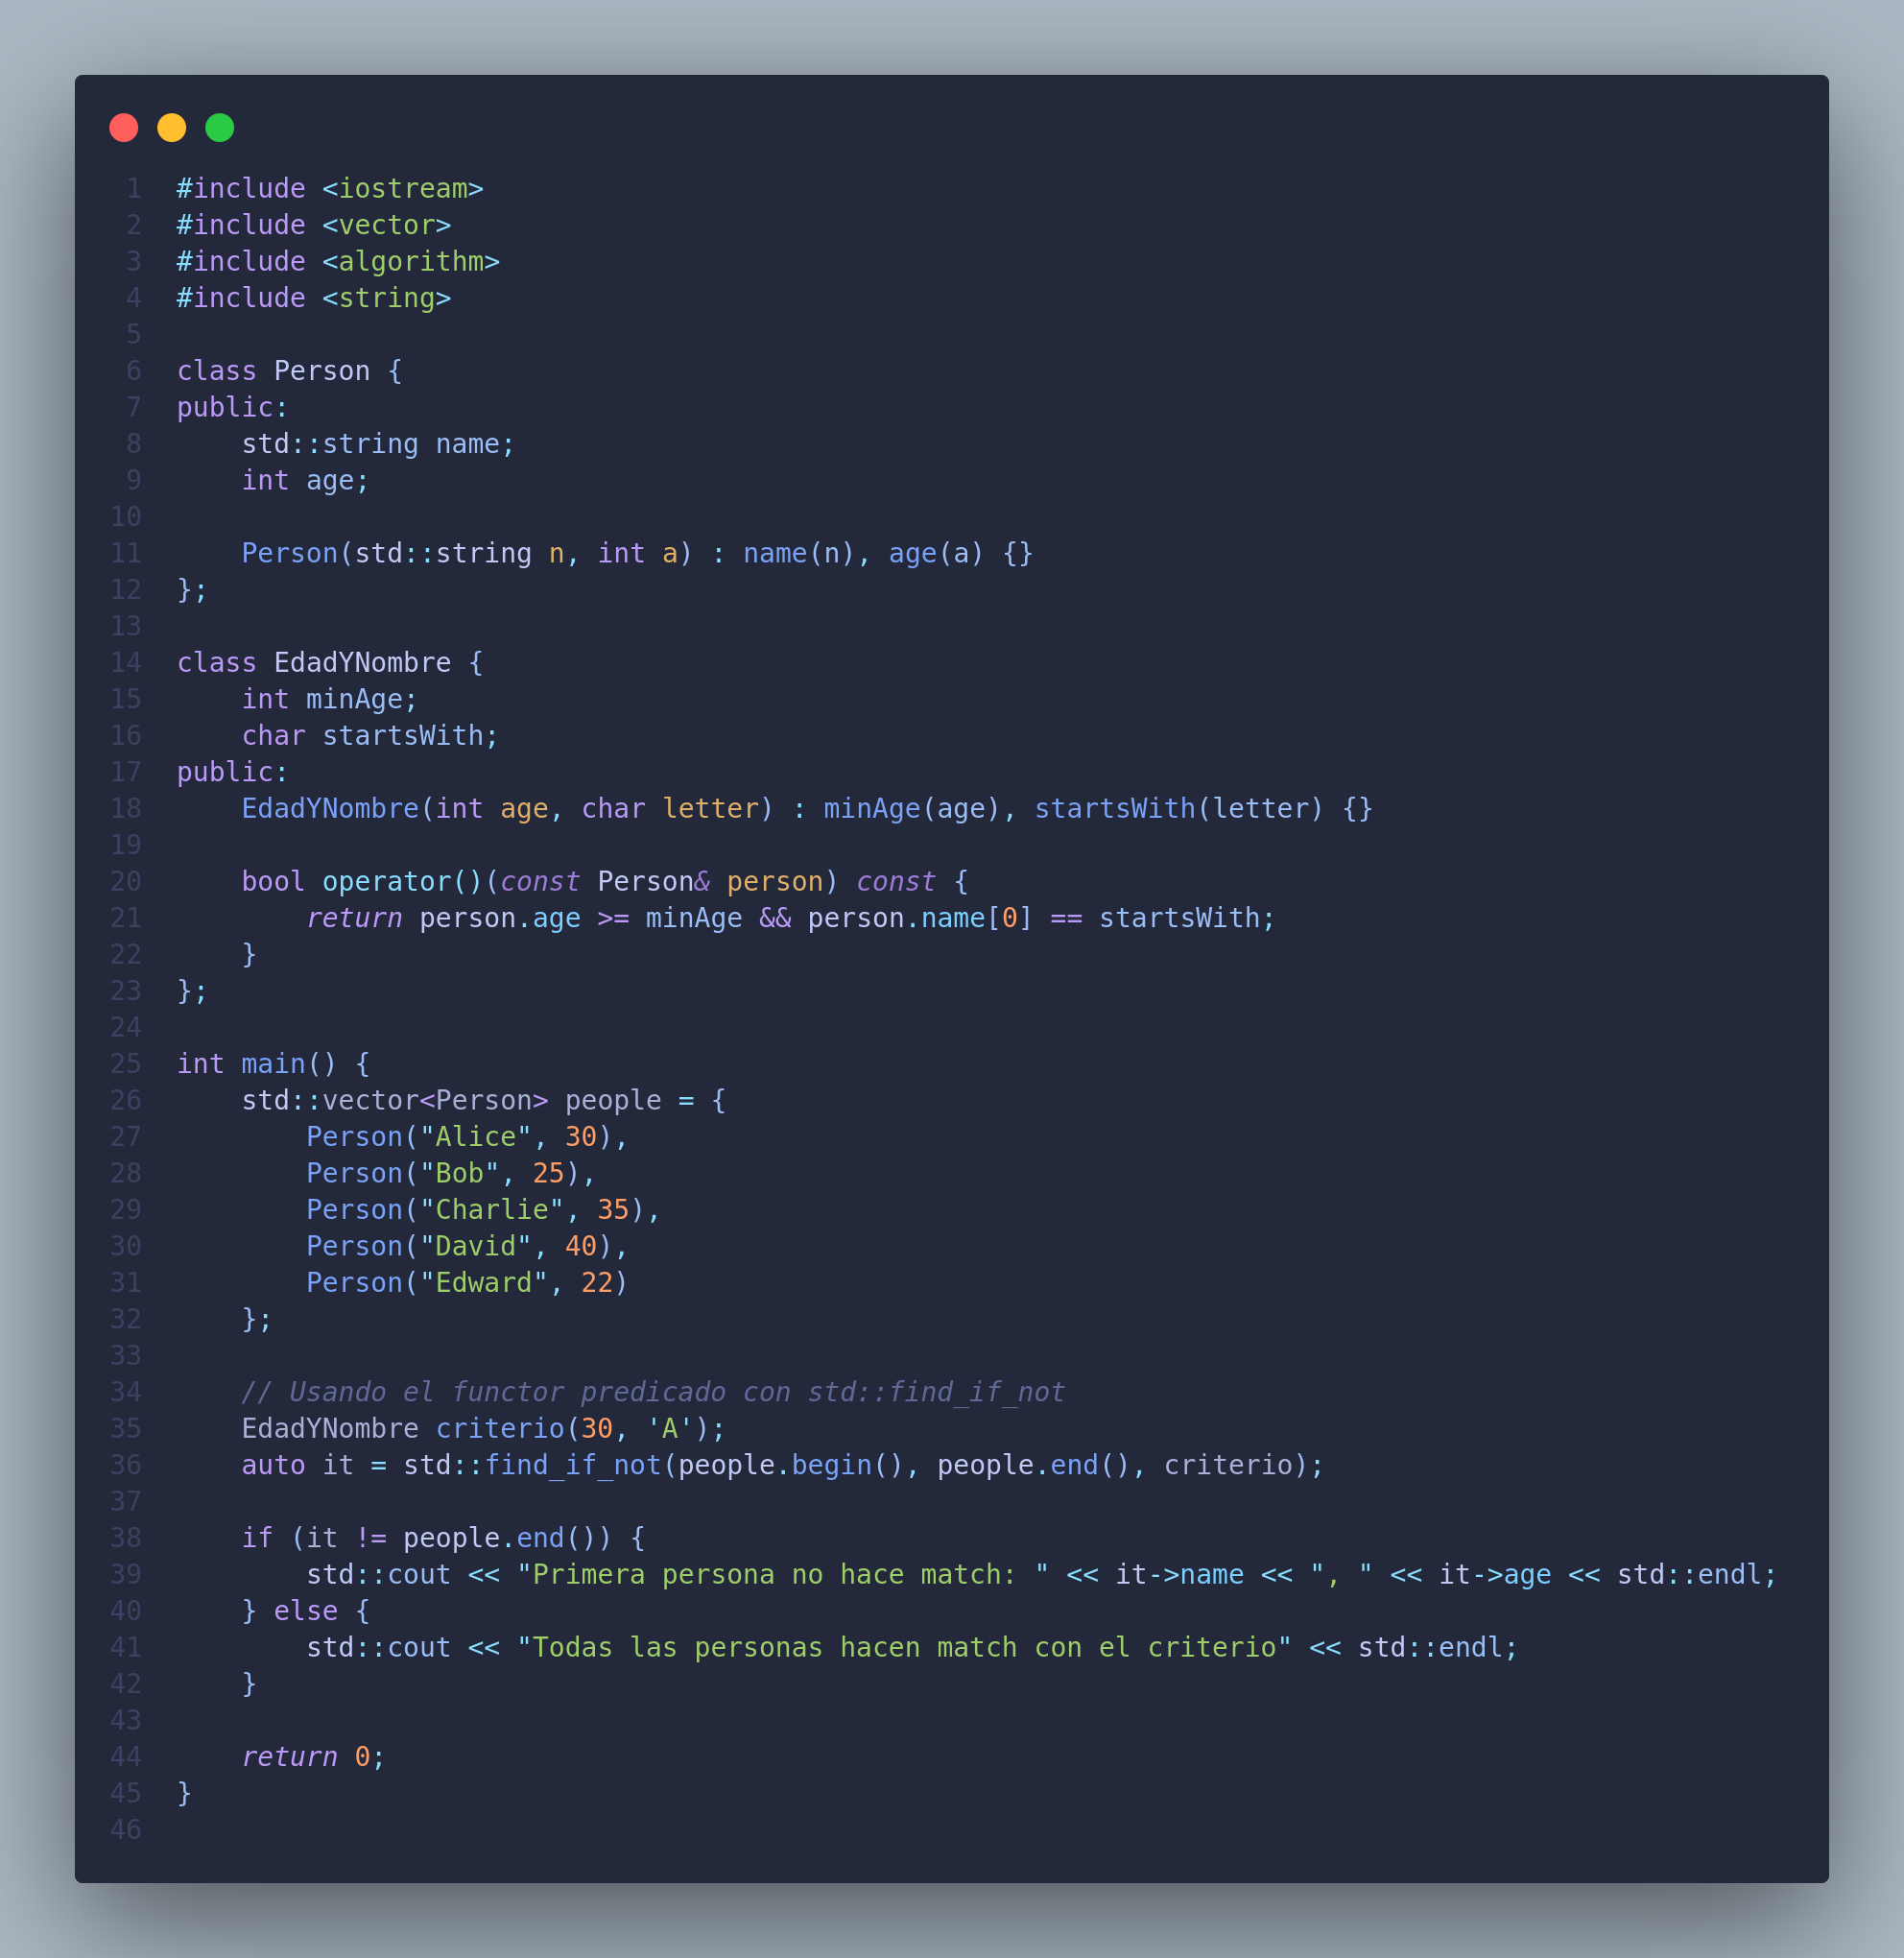 1 #include <iostream>
2 #include <vector>
3 #include <algorithm>
4 #include <string>
5
6 class Person {
7 public:
8     std::string name;
9     int age;
10
11     Person(std::string n, int a) : name(n), age(a) {}
12 };
13
14 class EdadYNombre {
15     int minAge;
16     char startsWith;
17 public:
18     EdadYNombre(int age, char letter) : minAge(age), startsWith(letter) {}
19
20     bool operator()(const Person& person) const {
21         return person.age >= minAge && person.name[0] == startsWith;
22     }
23 };
24
25 int main() {
26     std::vector<Person> people = {
27         Person("Alice", 30),
28         Person("Bob", 25),
29         Person("Charlie", 35),
30         Person("David", 40),
31         Person("Edward", 22)
32     };
33
34     // Usando el functor predicado con std::find_if_not
35     EdadYNombre criterio(30, 'A');
36     auto it = std::find_if_not(people.begin(), people.end(), criterio);
37
38     if (it != people.end()) {
39         std::cout << "Primera persona no hace match: " << it->name << ", " << it->age << std::endl;
40     } else {
41         std::cout << "Todas las personas hacen match con el criterio" << std::endl;
42     }
43
44     return 0;
45 }
46